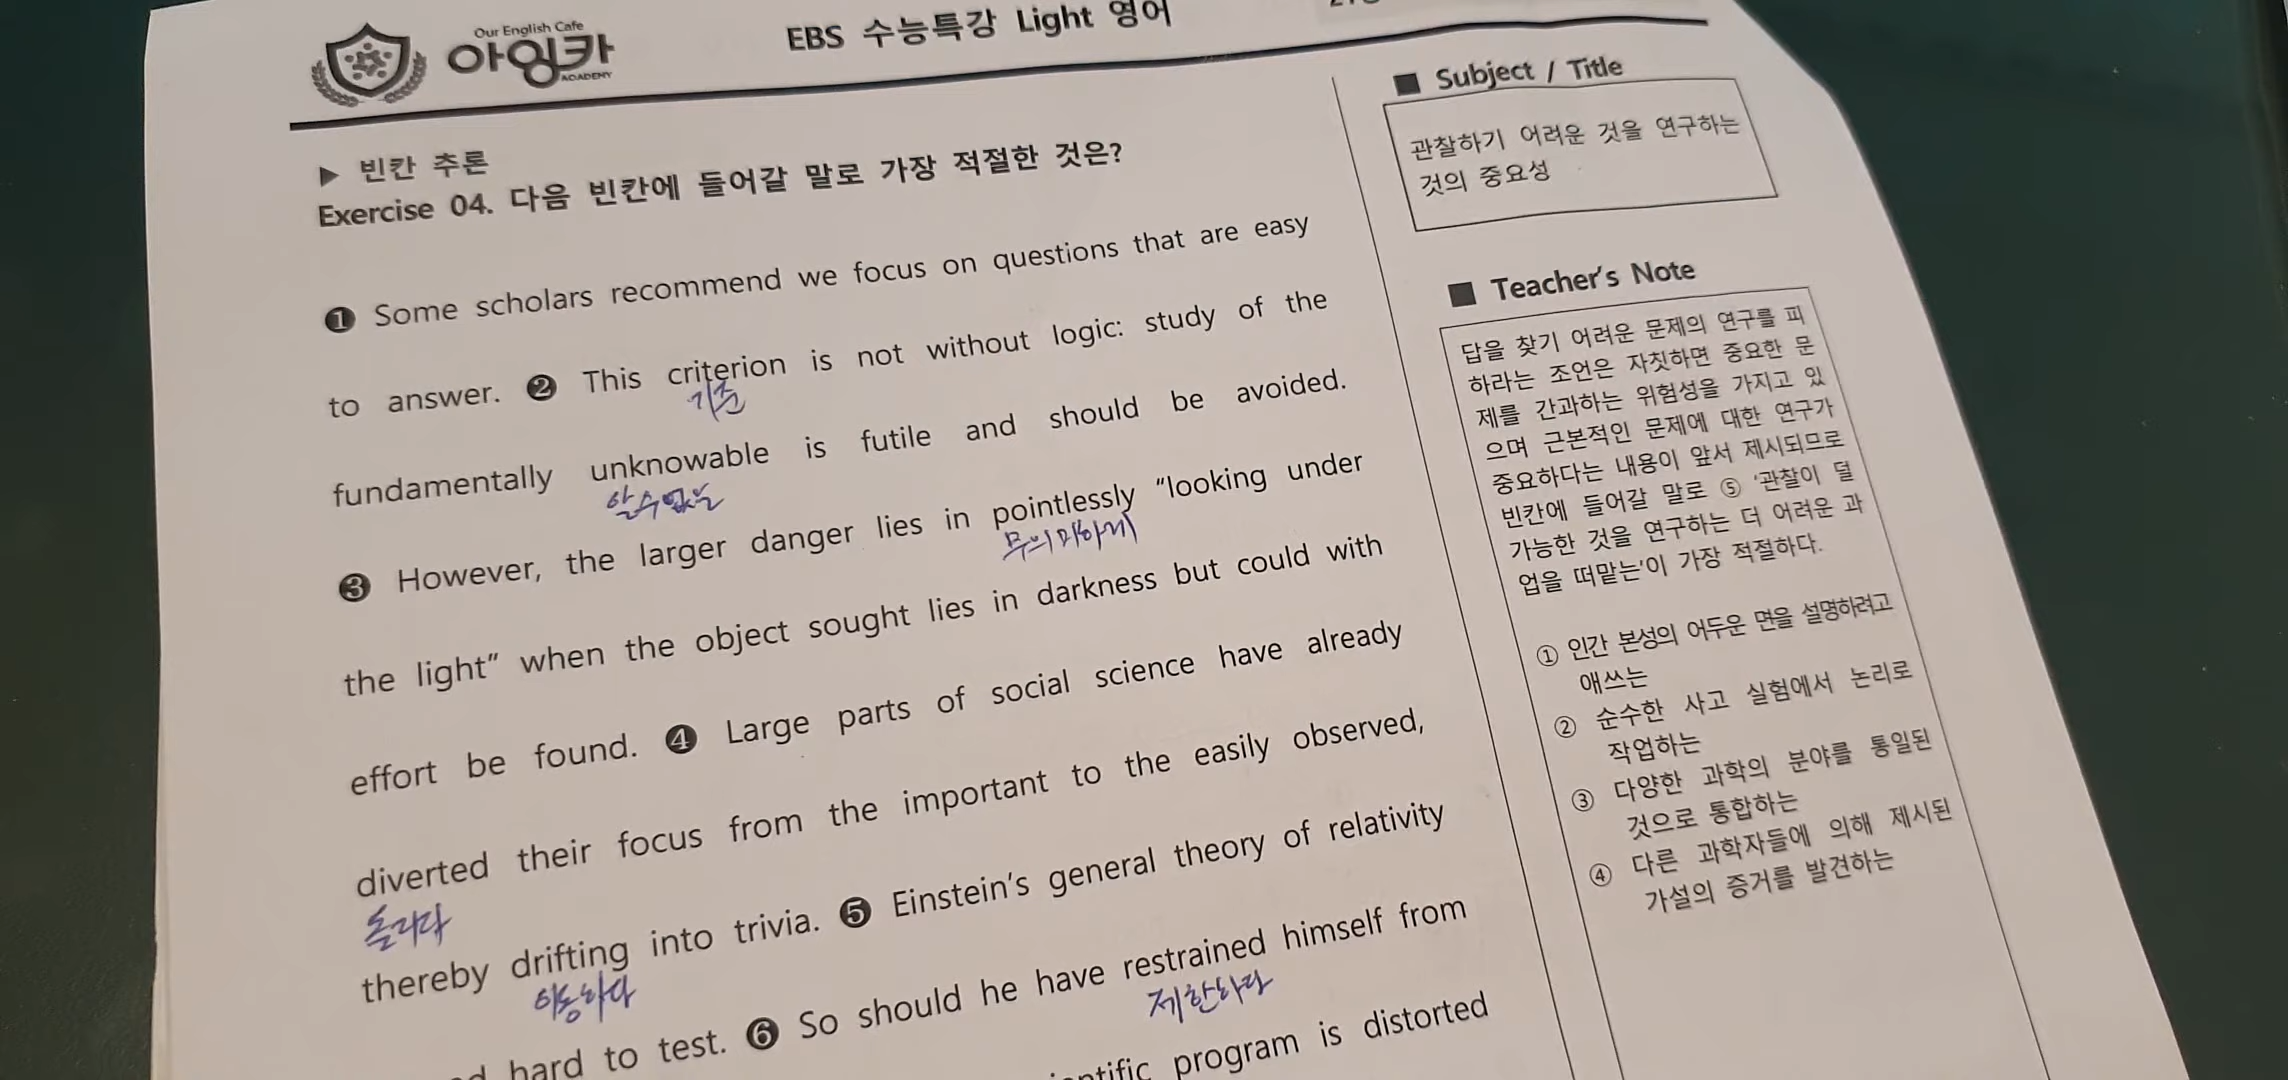 Our English Cafe
아잉카
ACADEMY
EBS 수능특강 Light 영어
▶ 빈칸 추론
Exercise 04. 다음 빈칸에 들어갈 말로 가장 적절한 것은?
❶ Some scholars recommend we focus on questions that are easy
to answer. ❷ This criterion is not without logic: study of the
기준
fundamentally unknowable is futile and should be avoided.
알 수 없는
❸ However, the larger danger lies in pointlessly “looking under
무의미하게
the light” when the object sought lies in darkness but could with
effort be found. ❹ Large parts of social science have already
diverted their focus from the important to the easily observed,
돌리다
thereby drifting into trivia. ❺ Einstein’s general theory of relativity
이동하다
hard to test. ❻ So should he have restrained himself from
제한하다
program is distorted
■ Subject / Title
관찰하기 어려운 것을 연구하는
것의 중요성
■ Teacher’s Note
답을 찾기 어려운 문제의 연구를 피
하라는 조언은 자칫하면 중요한 문
제를 간과하는 위험성을 가지고 있
으며 근본적인 문제에 대한 연구가
중요하다는 내용이 앞서 제시되므로
빈칸에 들어갈 말로 ⑤ ‘관찰이 덜
가능한 것을 연구하는 더 어려운 과
업을 떠맡는’이 가장 적절하다.
① 인간 본성의 어두운 면을 설명하려고
애쓰는
② 순수한 사고 실험에서 논리로
작업하는
③ 다양한 과학의 분야를 통일된
것으로 통합하는
④ 다른 과학자들에 의해 제시된
가설의 증거를 발견하는